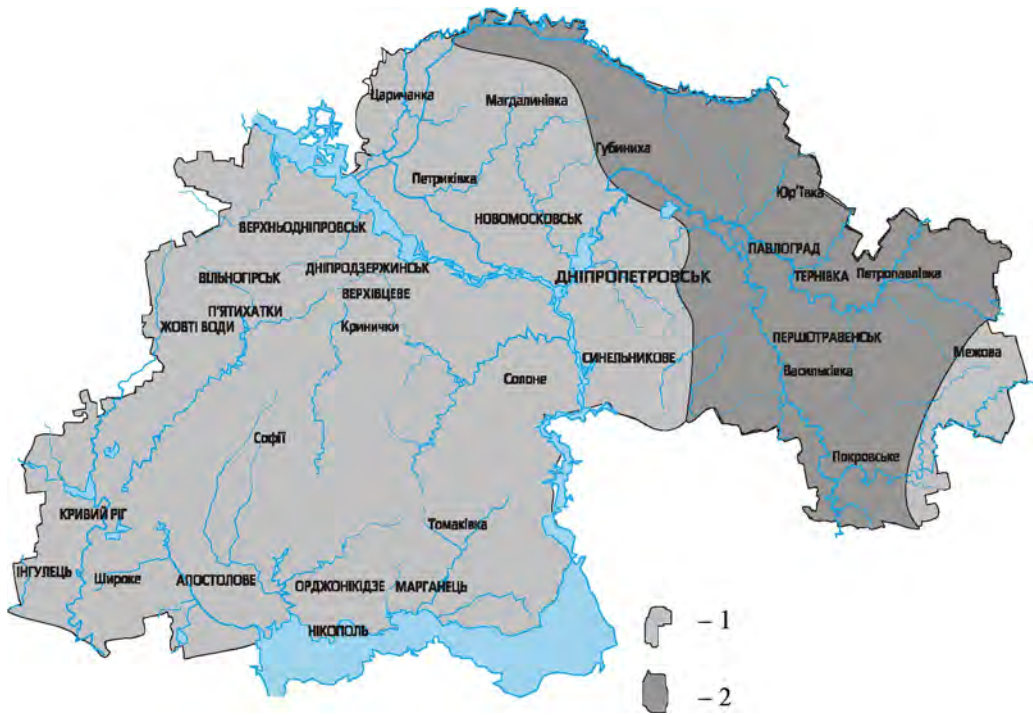 Царичанка
Магдалинівка
Губиниха
Петриківка
Юр'ївка
НОВОМОСКОВСЬК
ВЕРХНЬОДНІПРОВСЬК
ПАВЛОГРАД
ДНІПРОДЗЕРЖИНСЬК
ДНІПРОПЕТРОВСЬК
ТЕРНІВКА
Петропавлівка
ВІЛЬНОГІРСЬК
ВЕРХІВЦЕВЕ
П'ЯТИХАТКИ
ЖОВТІ ВОДИ
Кринички
ПЕРШОТРАВЕНСЬК
Межова
СИНЕЛЬНИКОВЕ
Солоне
Васильківка
Софії
Покровське
КРИВИЙ РІГ
Томаківка
ІНГУЛЕЦЬ
Широке
АПОСТОЛОВЕ
ОРДЖОНІКІДЗЕ
МАРГАНЕЦЬ
НІКОПОЛЬ
– 1
– 2